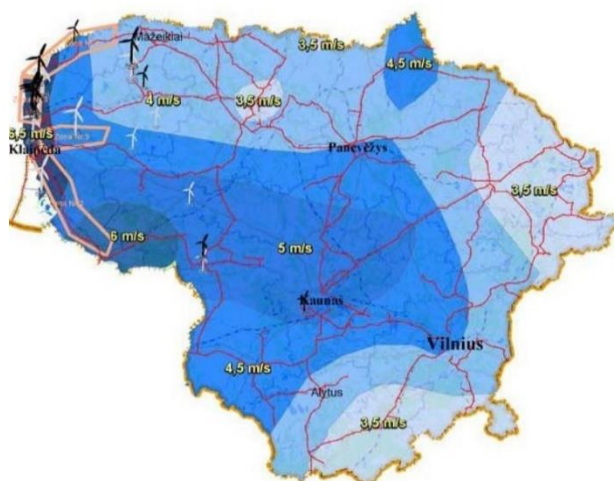 Mažeikiai
3,5 m/s
4,5 m/s
4 m/s
3,5 m/s
6,5 m/s
Klaipėda
Panevėžys
3,5 m/s
6 m/s
5 m/s
Kaunas
Vilnius
4,5 m/s
Alytus
3,5 m/s